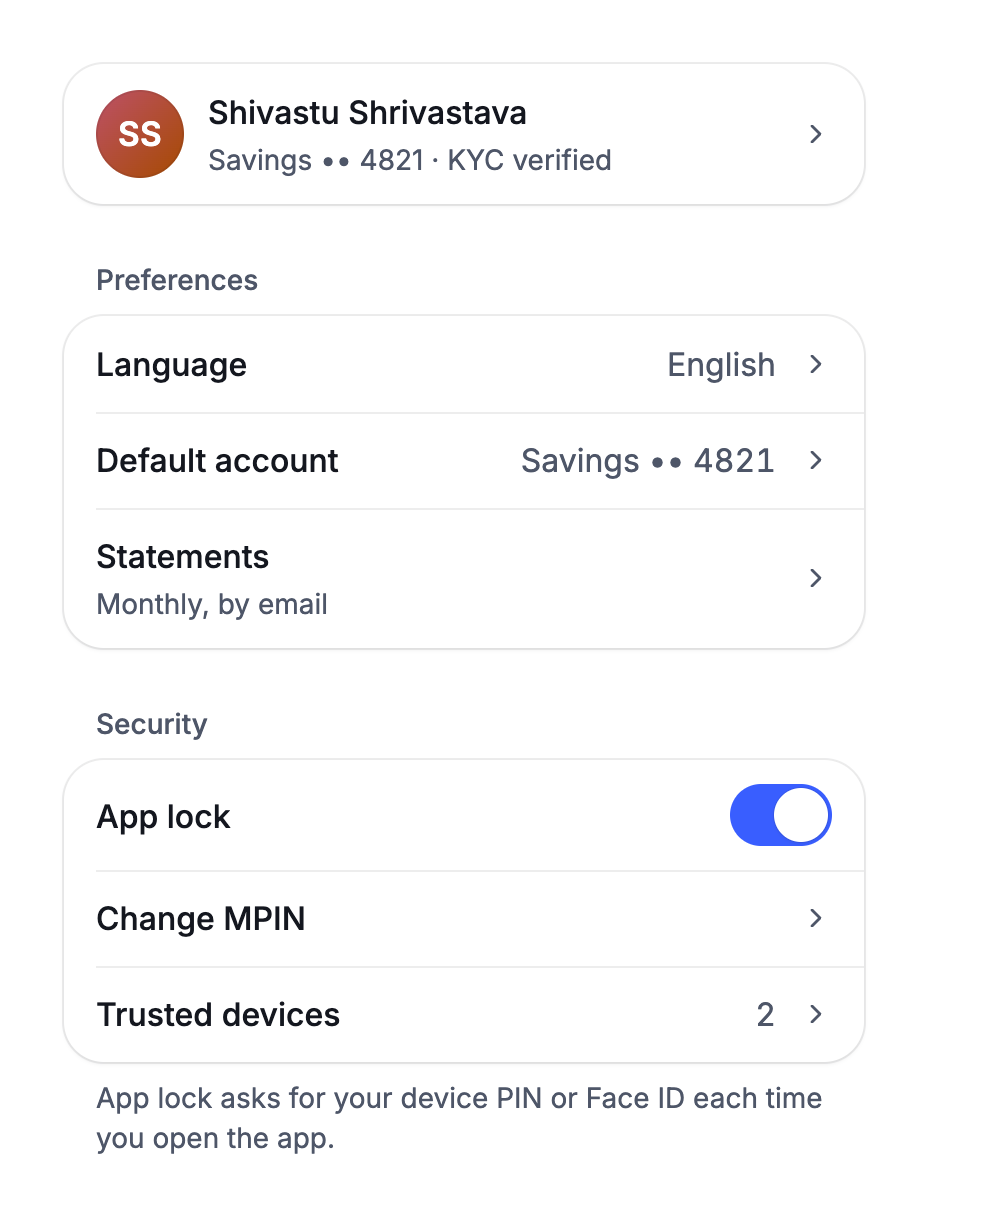 SS
Shivastu Shrivastava
Savings •• 4821 · KYC verified
Preferences
Language
English
Default account
Savings •• 4821
Statements
Monthly, by email
Security
App lock
Change MPIN
Trusted devices
2
App lock asks for your device PIN or Face ID each time
you open the app.